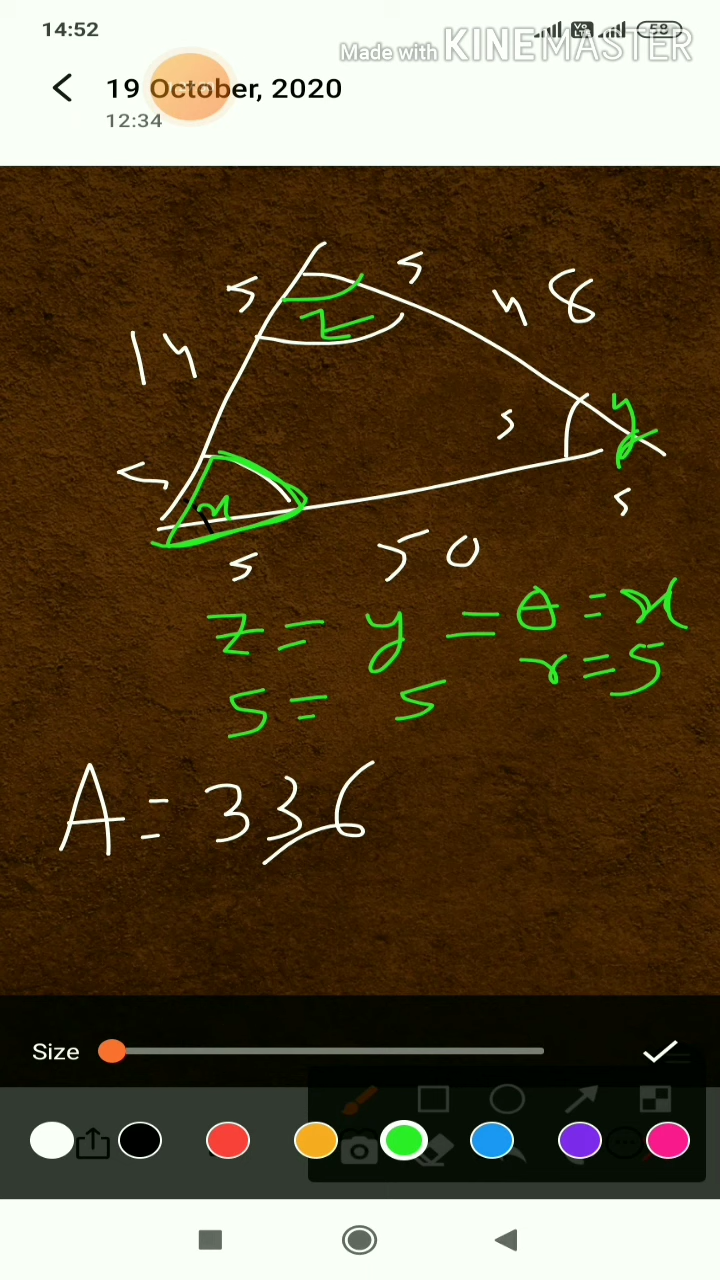 14:52
58
Made with KINEMASTER
19 October, 2020
12:34
5
5
z
48
14
5
y
5
x
5
5
50
z = y = θ = x
r = 5
5 = 5
A = 336
Size